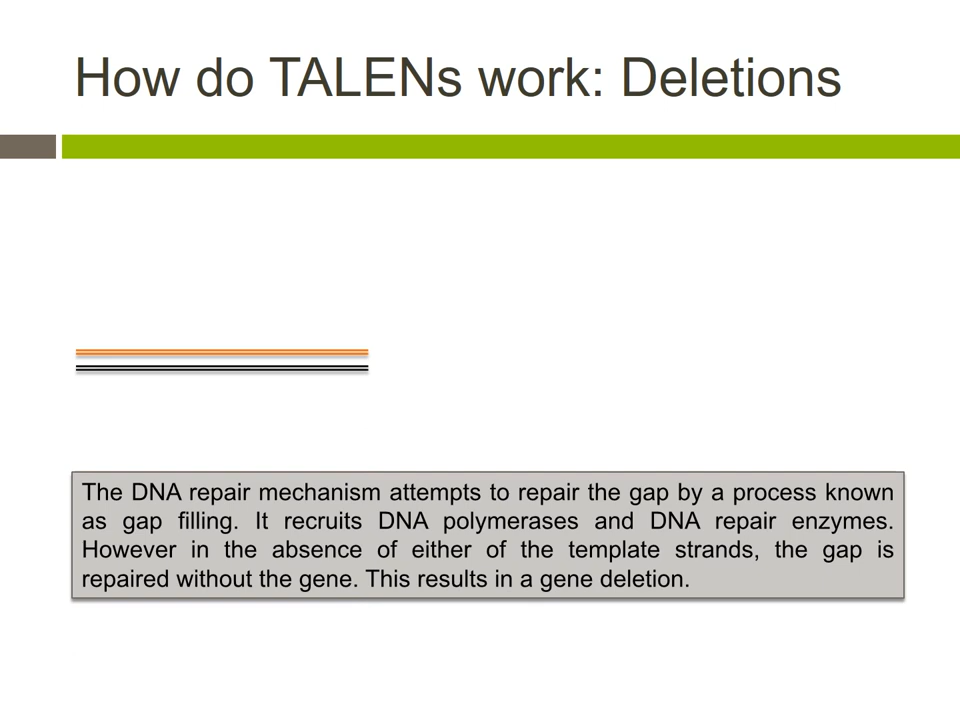 How do TALENs work: Deletions
The DNA repair mechanism attempts to repair the gap by a process known
as gap filling. It recruits DNA polymerases and DNA repair enzymes.
However in the absence of either of the template strands, the gap is
repaired without the gene. This results in a gene deletion.